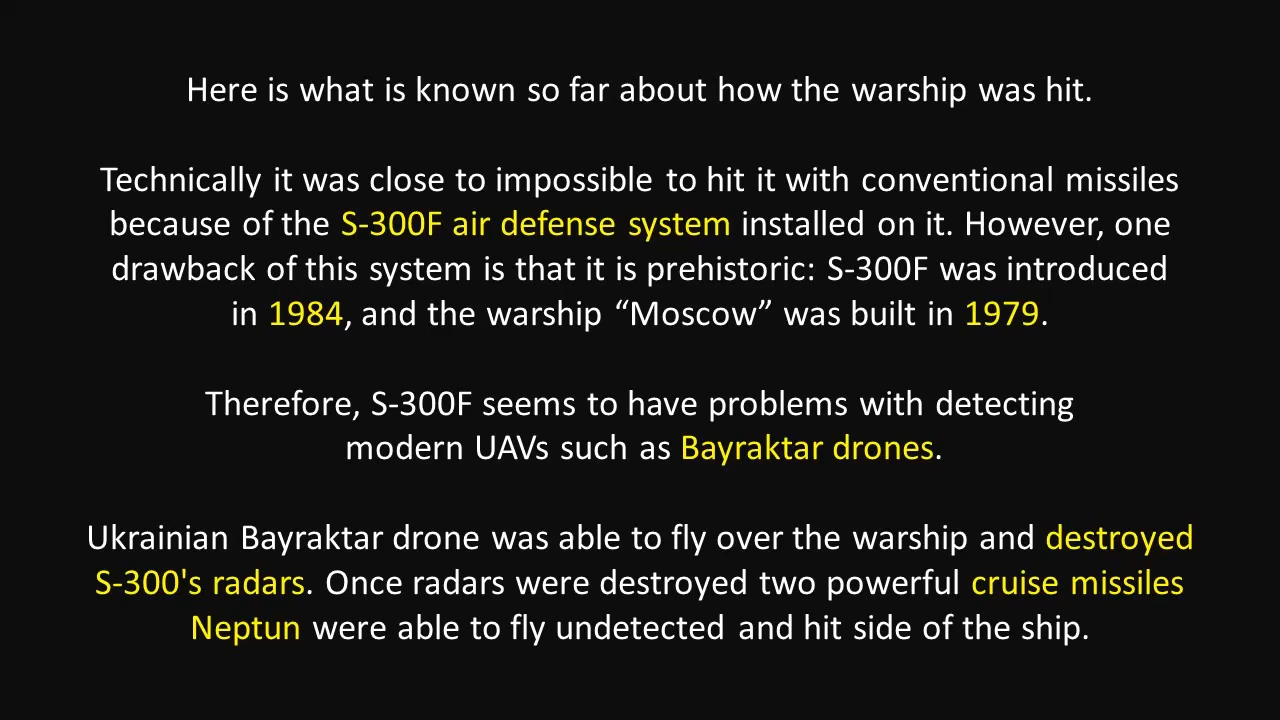 Here is what is known so far about how the warship was hit.
Technically it was close to impossible to hit it with conventional missiles
because of the S-300F air defense system installed on it. However, one
drawback of this system is that it is prehistoric: S-300F was introduced
in 1984, and the warship “Moscow” was built in 1979.
Therefore, S-300F seems to have problems with detecting
modern UAVs such as Bayraktar drones.
Ukrainian Bayraktar drone was able to fly over the warship and destroyed
S-300's radars. Once radars were destroyed two powerful cruise missiles
Neptun were able to fly undetected and hit side of the ship.